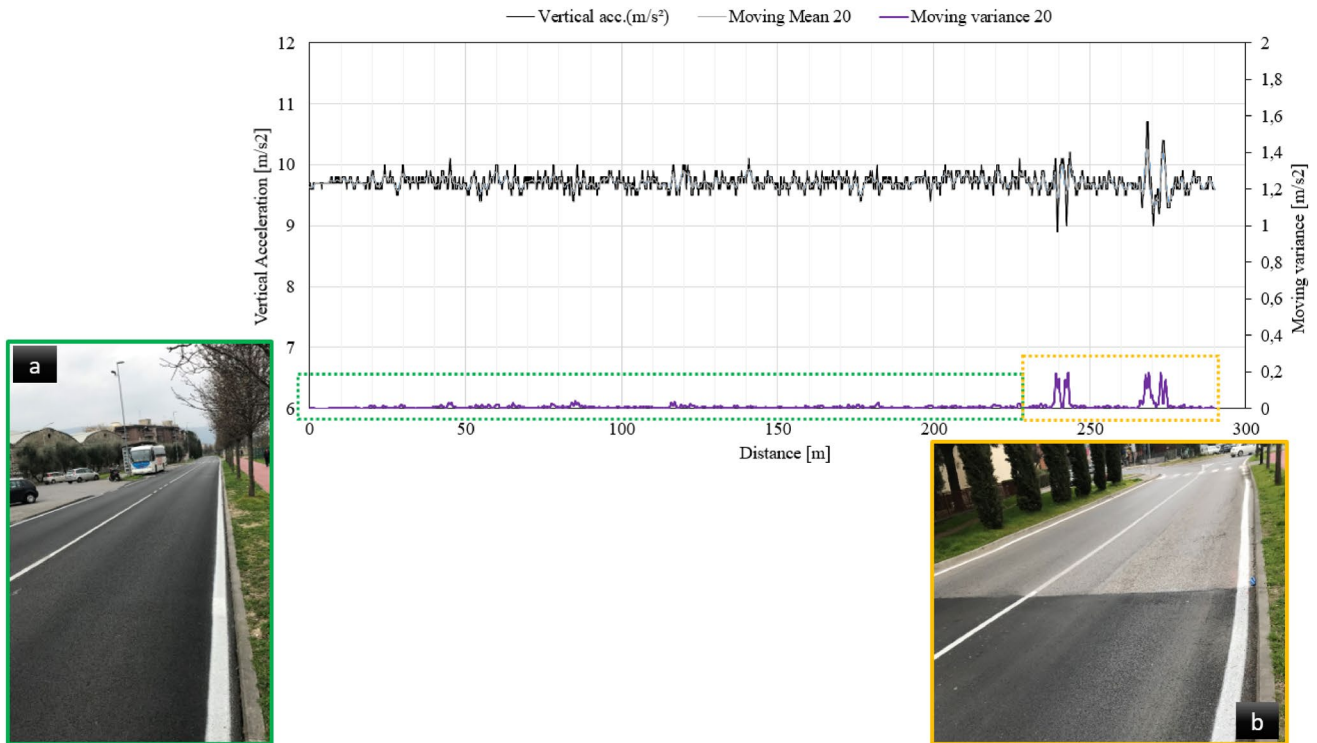 Vertical acc.(m/s²) Moving Mean 20 Moving variance 20
12
11
10
9
8
7
6
Vertical Acceleration [m/s2]
2
1,8
1,6
1,4
1,2
1
0,8
0,6
0,4
0,2
0
Moving variance [m/s2]
0 50 100 150 200 250 300
Distance [m]
a
b